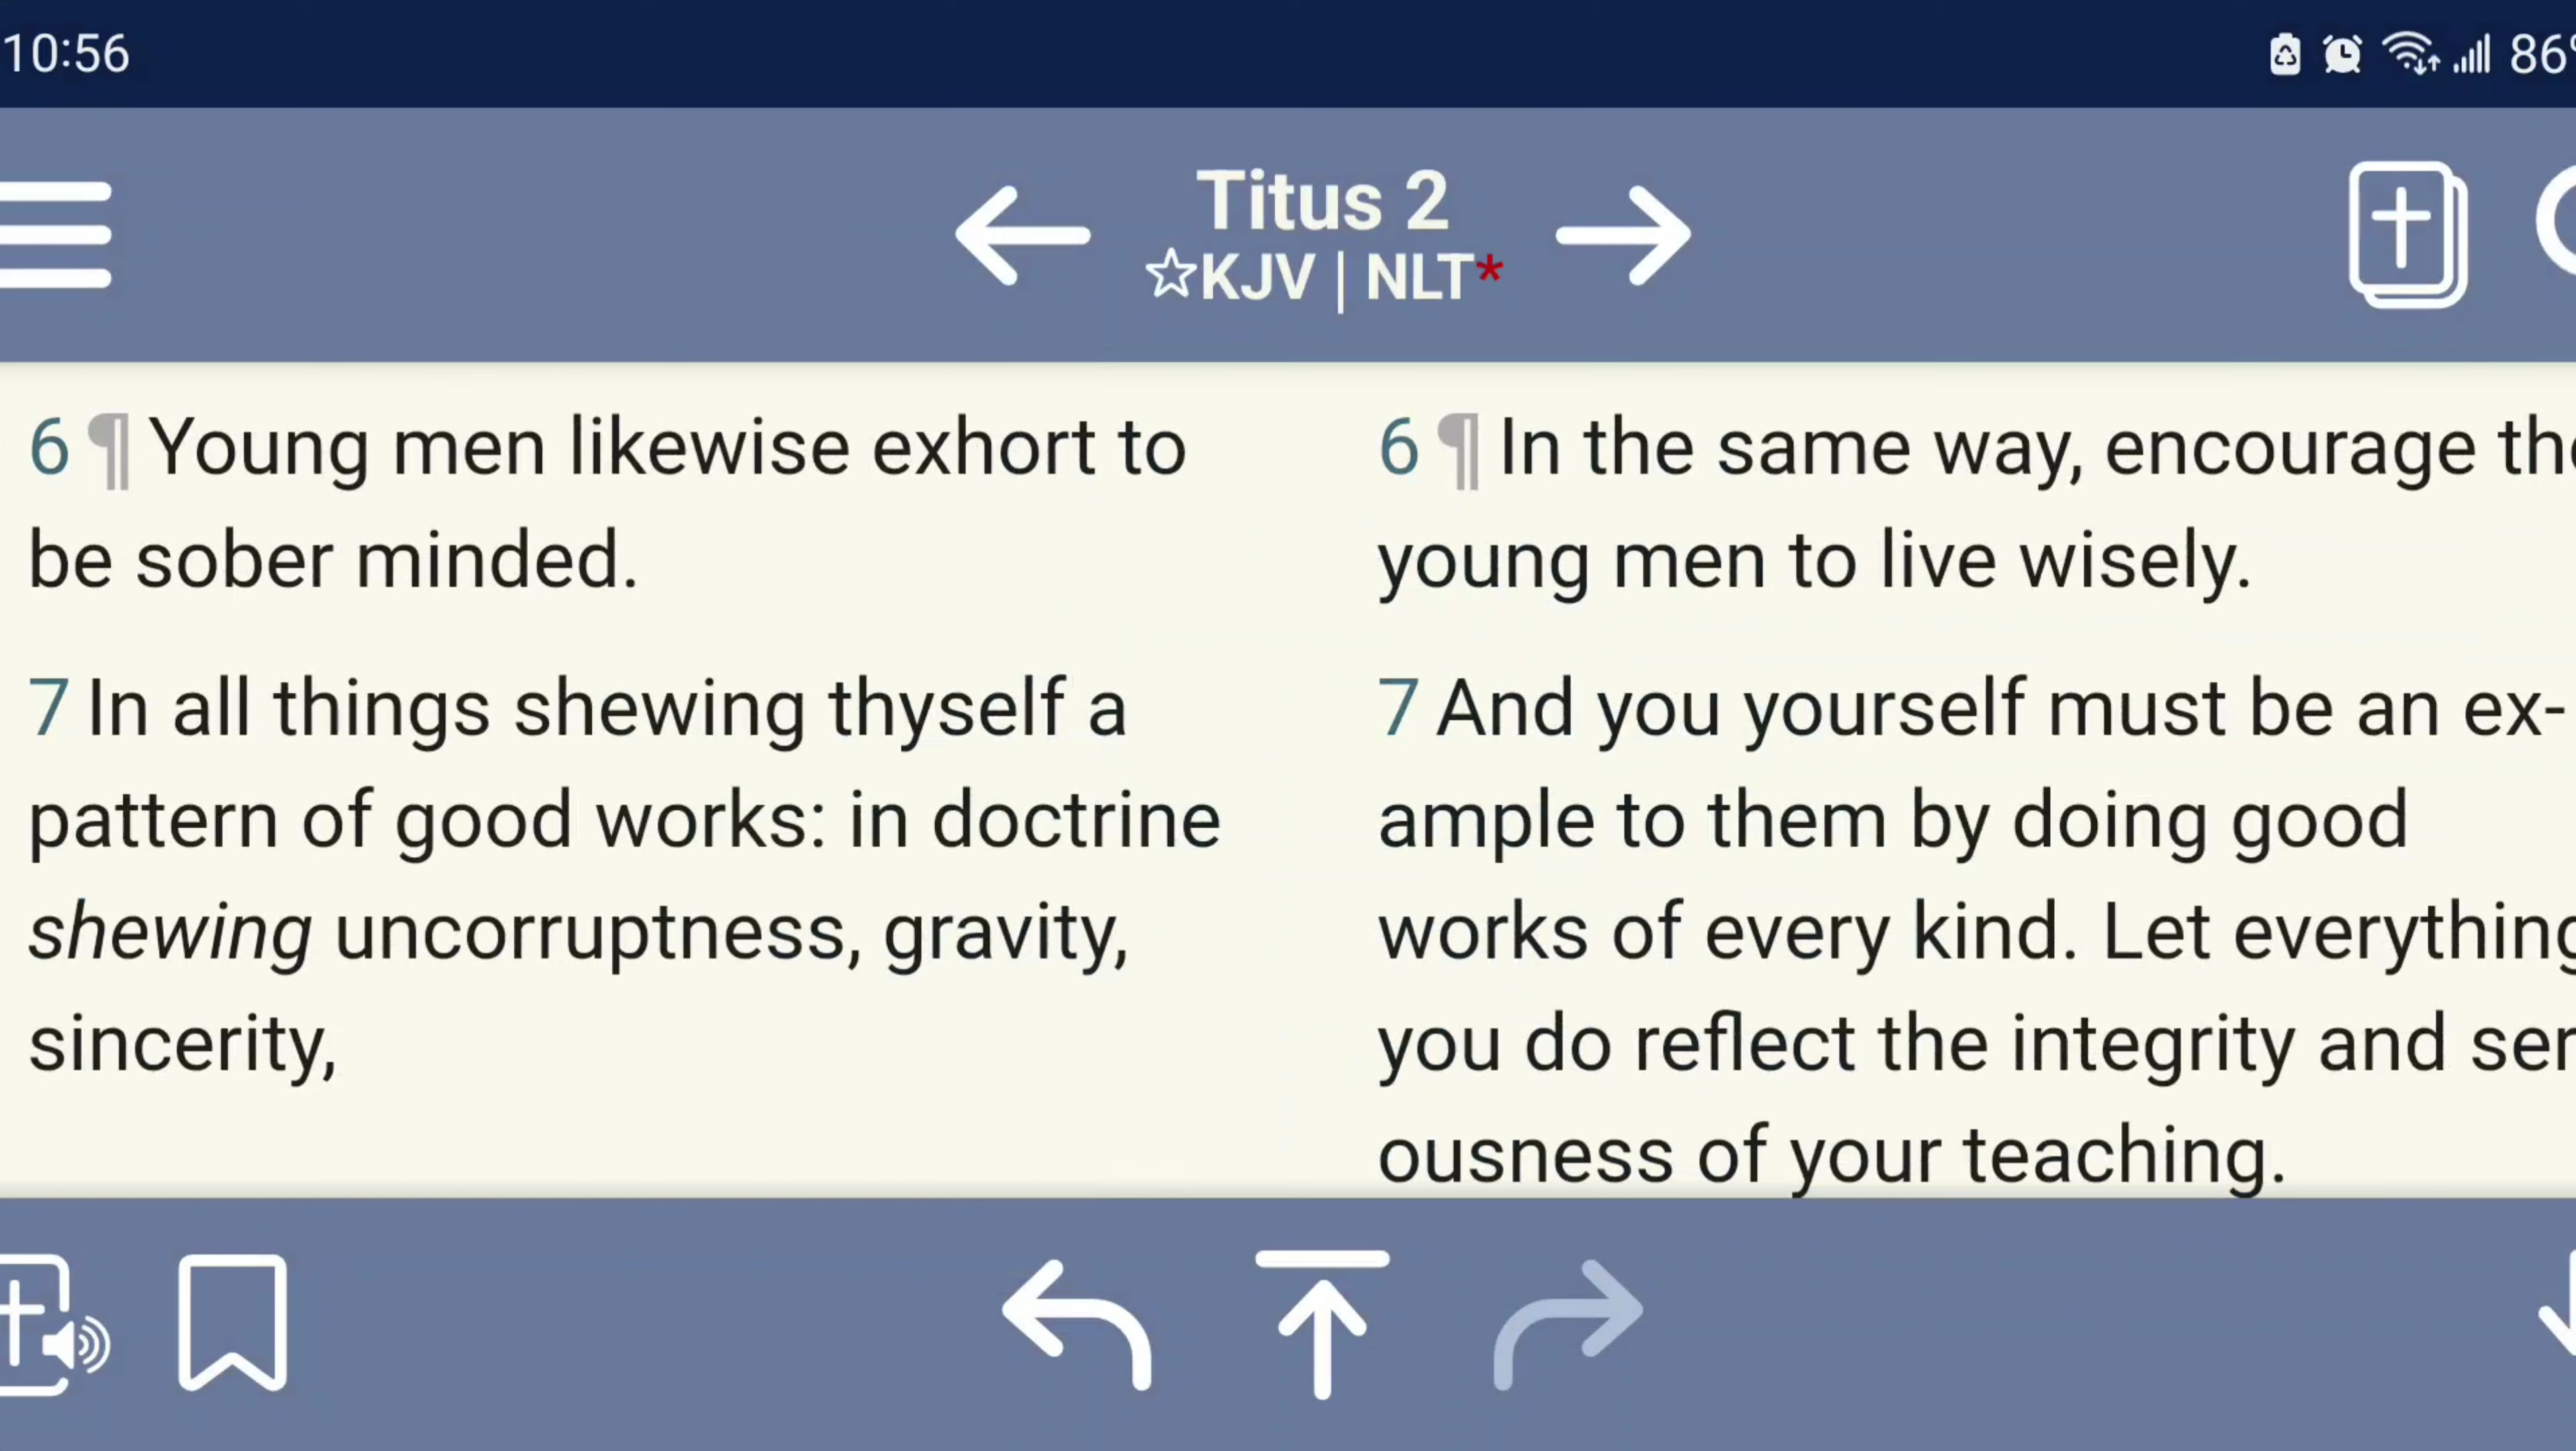 10:56
86
Titus 2
☆KJV | NLT*
6 ¶ Young men likewise exhort to
be sober minded.
7 In all things shewing thyself a
pattern of good works: in doctrine
shewing uncorruptness, gravity,
sincerity,
6 ¶ In the same way, encourage
young men to live wisely.
7 And you yourself must be an ex-
ample to them by doing good
works of every kind. Let everything
you do reflect the integrity and ser
ousness of your teaching.